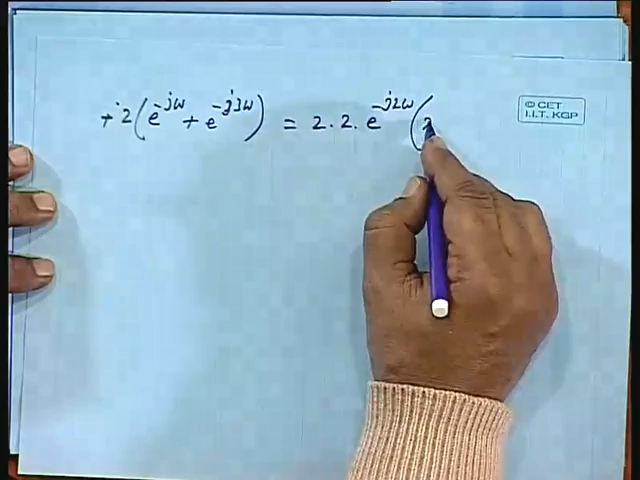 +2(e^{-jω} + e^{-j3ω}) = 2.2.e^{-j2ω}(
© CET
I.I.T. KGP